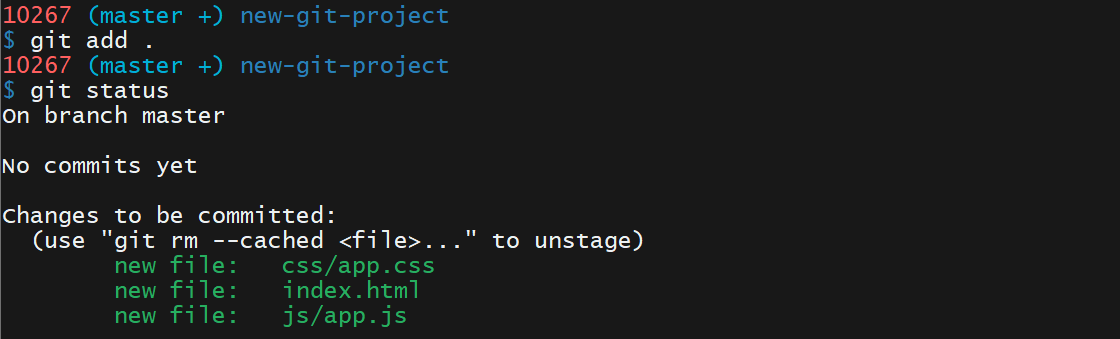 10267 (master +) new-git-project
$ git add .
10267 (master +) new-git-project
$ git status
On branch master
No commits yet
Changes to be committed:
  (use "git rm --cached <file>..." to unstage)
        new file:   css/app.css
        new file:   index.html
        new file:   js/app.js